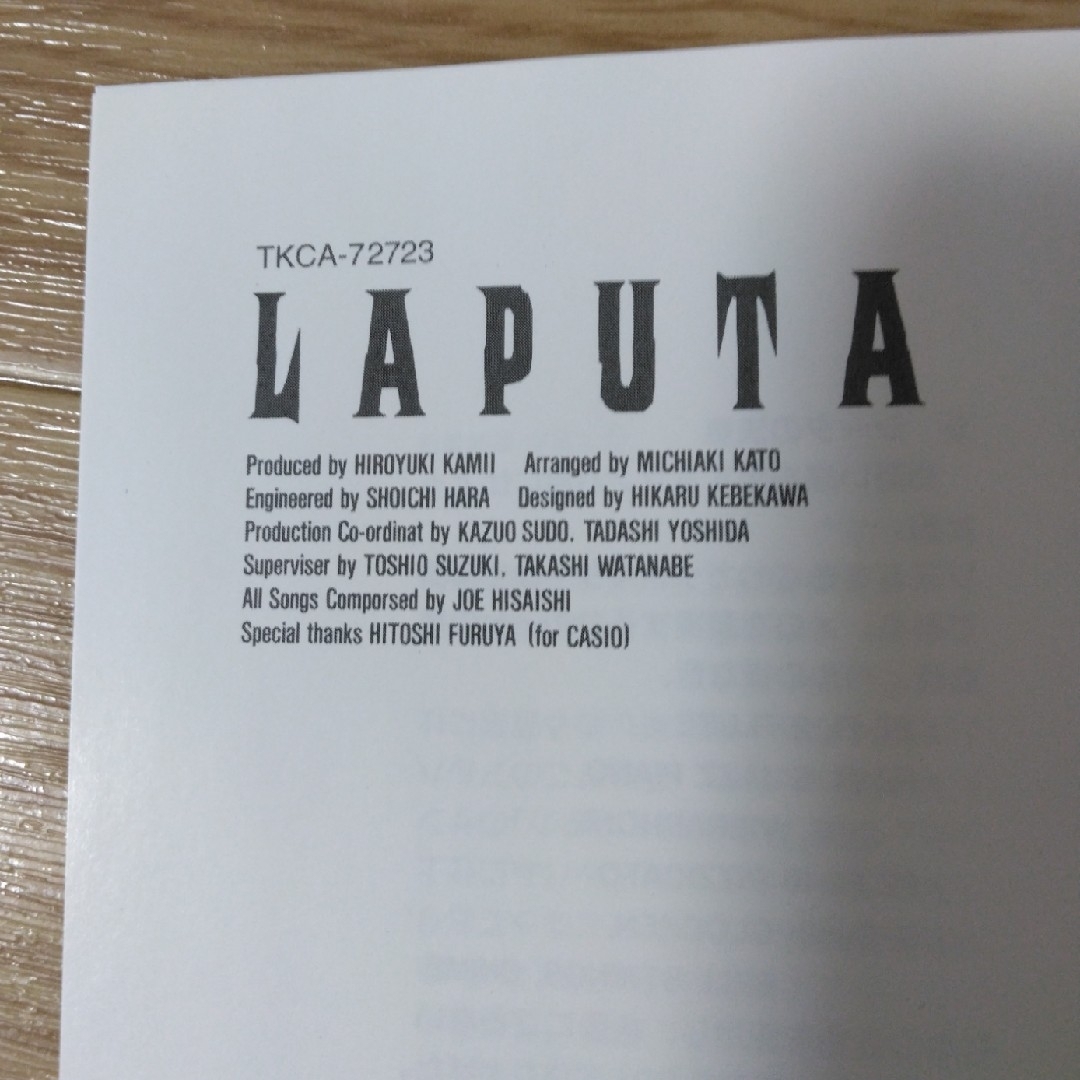 TKCA-72723
LAPUTA
Produced by HIROYUKI KAMII Arranged by MICHIAKI KATO
Engineered by SHOICHI HARA Designed by HIKARU KEBEKAWA
Production Co-ordinat by KAZUO SUDO. TADASHI YOSHIDA
Superviser by TOSHIO SUZUKI. TAKASHI WATANABE
All Songs Comporsed by JOE HISAISHI
Special thanks HITOSHI FURUYA (for CASIO)